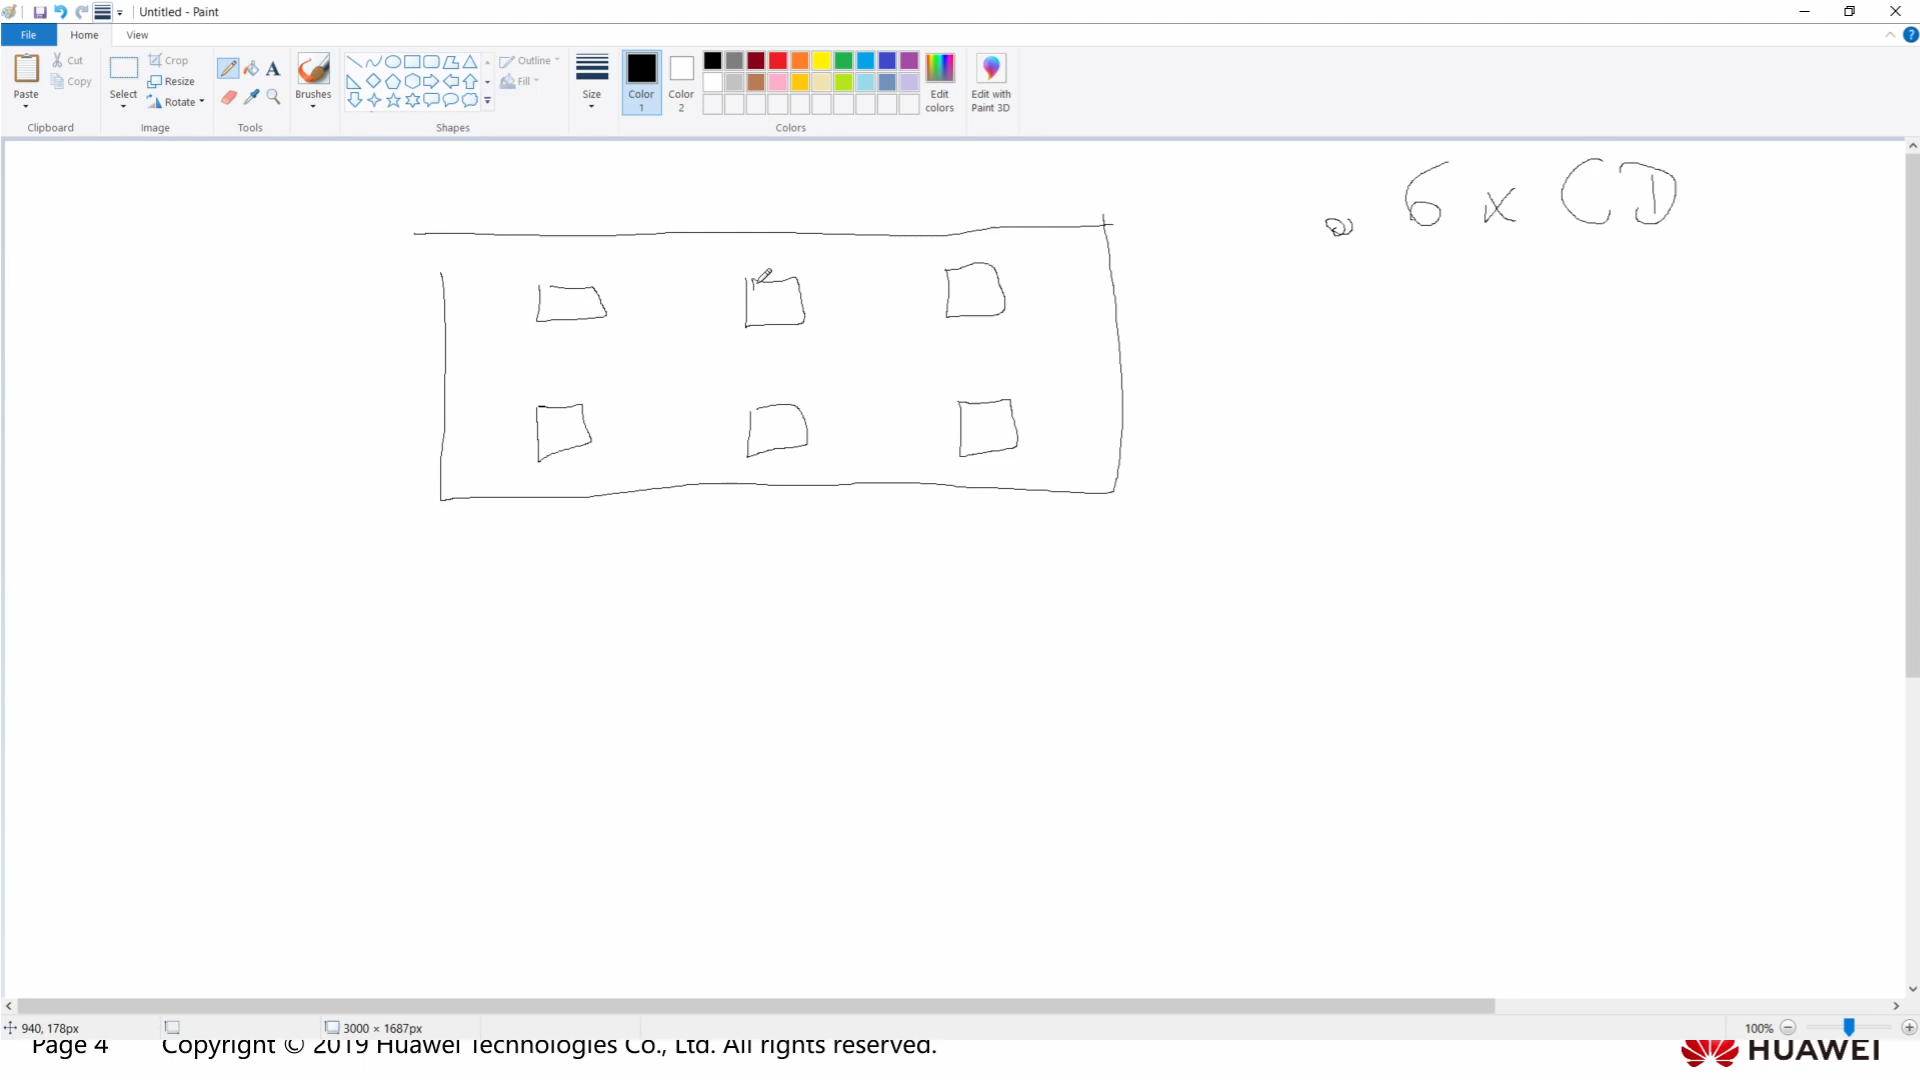 Untitled - Paint
File Home View
Paste
Cut
Copy
Clipboard
Select
Crop
Resize
Rotate
Image
A
Tools
Brushes
Shapes
Outline
Fill
Size
Color 1
Color 2
Colors
Edit colors
Edit with Paint 3D
6 x CD
940, 178px
3000 × 1687px
100%
Page 4 Copyright © 2019 Huawei Technologies Co., Ltd. All rights reserved.
HUAWEI